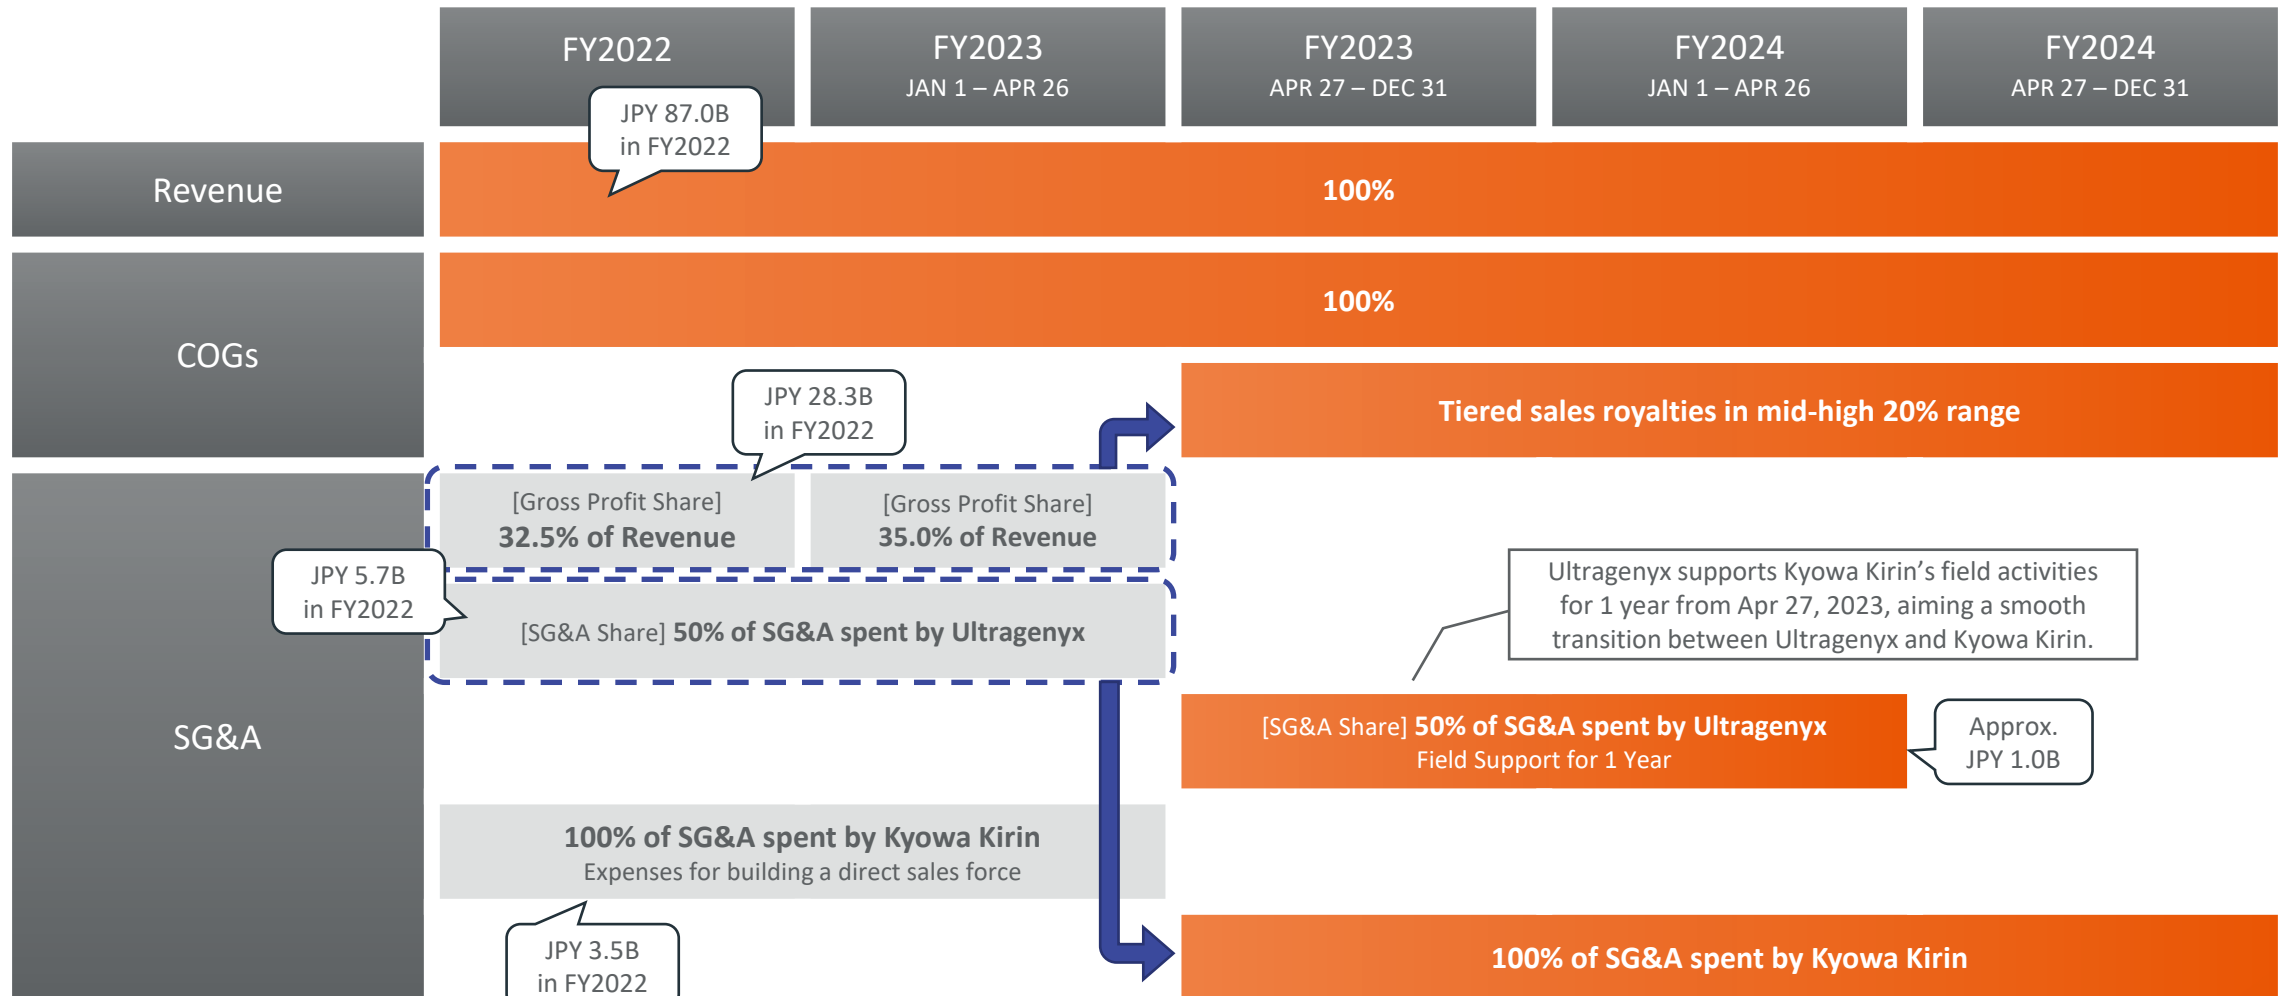 FY2022
FY2023
JAN 1 – APR 26
FY2023
APR 27 – DEC 31
FY2024
JAN 1 – APR 26
FY2024
APR 27 – DEC 31
JPY 87.0B
in FY2022
Revenue
100%
COGs
100%
JPY 28.3B
in FY2022
Tiered sales royalties in mid-high 20% range
SG&A
[Gross Profit Share]
32.5% of Revenue
[Gross Profit Share]
35.0% of Revenue
JPY 5.7B
in FY2022
[SG&A Share] 50% of SG&A spent by Ultragenyx
Ultragenyx supports Kyowa Kirin’s field activities
for 1 year from Apr 27, 2023, aiming a smooth
transition between Ultragenyx and Kyowa Kirin.
[SG&A Share] 50% of SG&A spent by Ultragenyx
Field Support for 1 Year
Approx.
JPY 1.0B
100% of SG&A spent by Kyowa Kirin
Expenses for building a direct sales force
JPY 3.5B
in FY2022
100% of SG&A spent by Kyowa Kirin